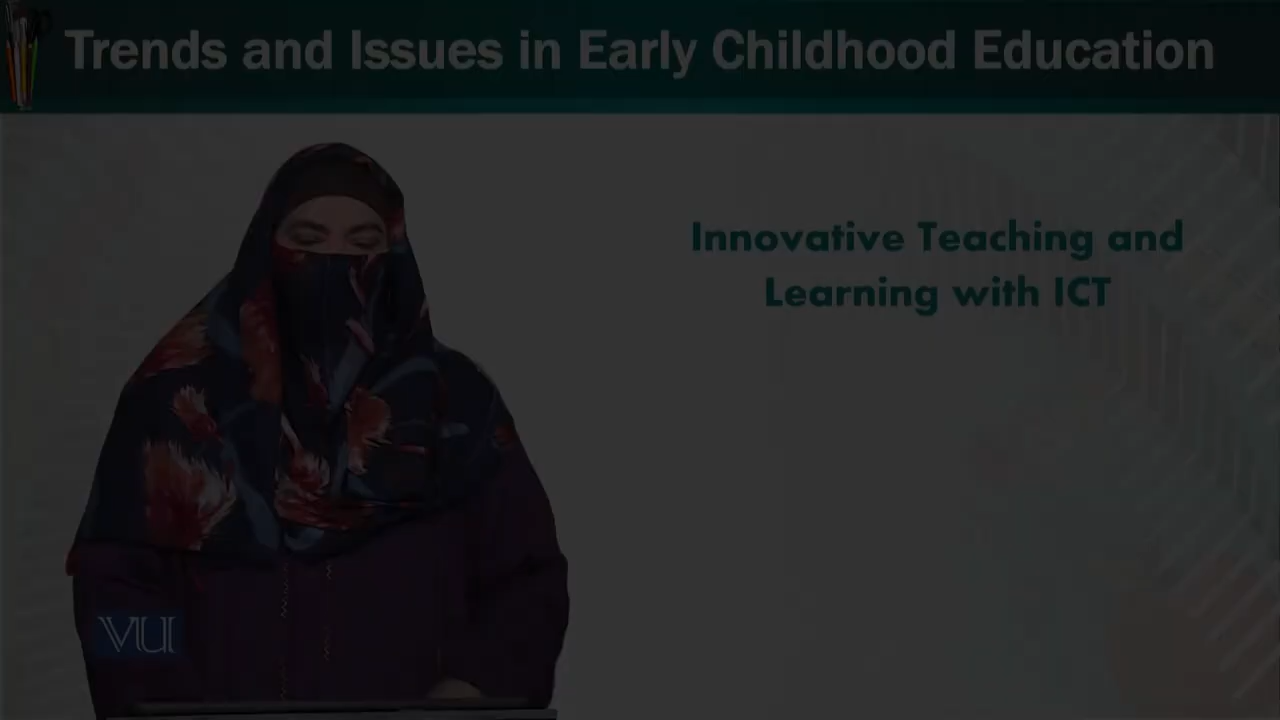 Trends and Issues in Early Childhood Education
Innovative Teaching and
Learning with ICT
VU